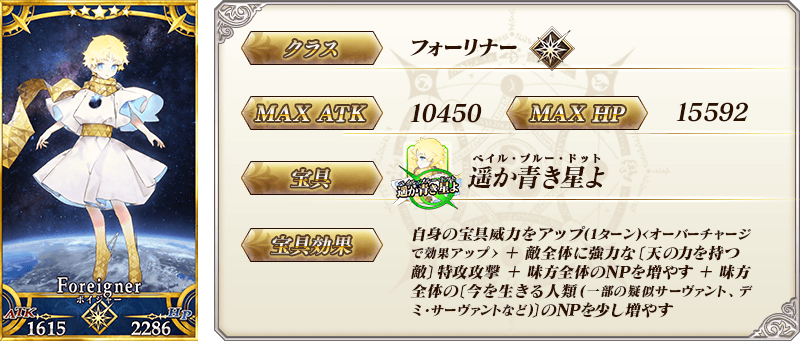 Foreigner
ボイジャー
ATK
HP
1615
2286
クラス
フォーリナー
MAX ATK
10450
MAX HP
15592
宝具
遥か青き星よ
ペイル・ブルー・ドット
遥か青き星よ
宝具効果
自身の宝具威力をアップ(1ターン)<オーバーチャージ
で効果アップ> ＋ 敵全体に強力な〔天の力を持つ
敵〕特攻攻撃 ＋ 味方全体のNPを増やす ＋ 味方
全体の〔今を生きる人類 (一部の疑似サーヴァント、デ
ミ・サーヴァントなど)〕のNPを少し増やす